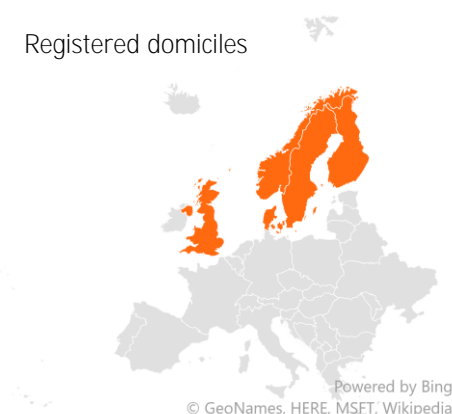 Registered domiciles
Powered by Bing
© GeoNames, HERE, MSFT, Wikipedia